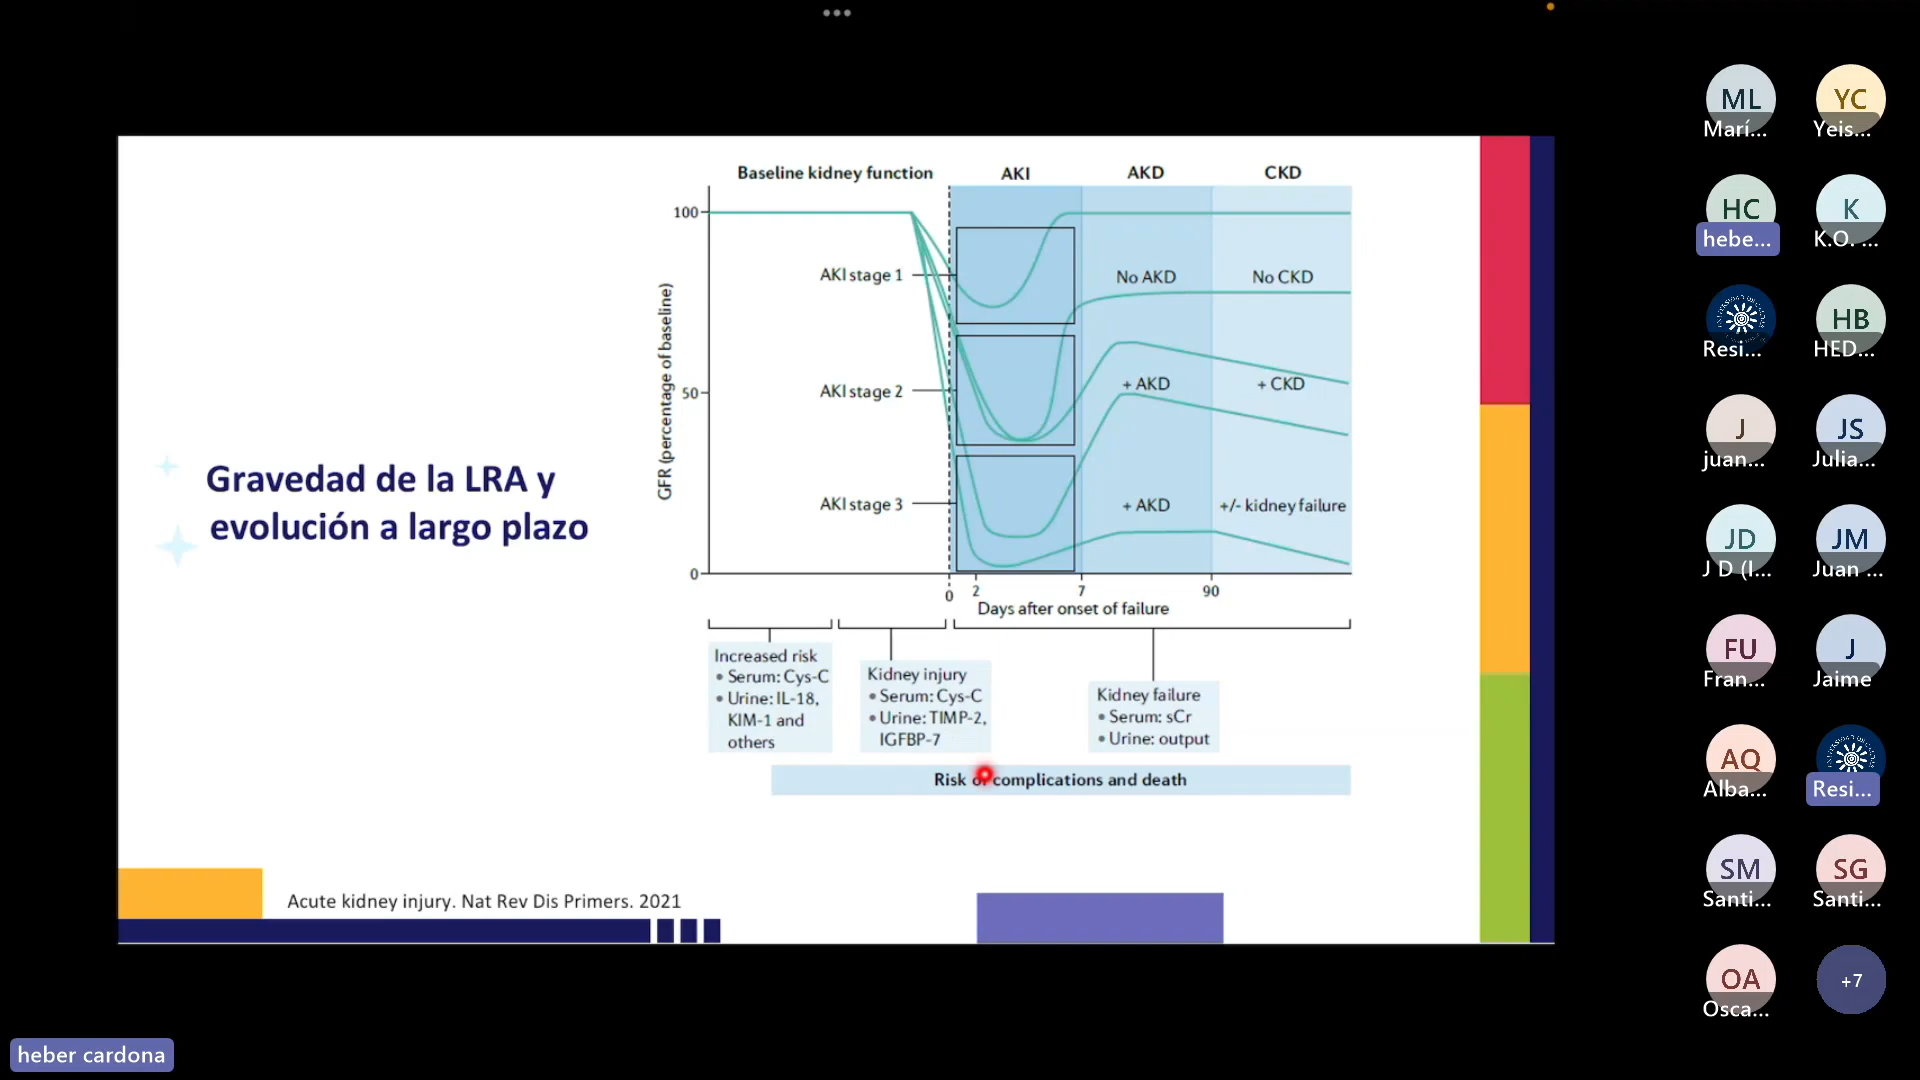 Baseline kidney function
AKI
AKD
CKD
100
AKI stage 1
No AKD
No CKD
GFR (percentage of baseline)
50
AKI stage 2
+ AKD
+ CKD
AKI stage 3
+ AKD
+/- kidney failure
0
0
2
7
90
Days after onset of failure
Gravedad de la LRA y
evolución a largo plazo
Increased risk
• Serum: Cys-C
• Urine: IL-18,
KIM-1 and
others
Kidney injury
• Serum: Cys-C
• Urine: TIMP-2,
IGFBP-7
Kidney failure
• Serum: sCr
• Urine: output
Risk of complications and death
Acute kidney injury. Nat Rev Dis Primers. 2021
ML
Marí...
YC
Yeis...
HC
hebe...
K
K.O. ...
Resi...
HB
HED...
J
juan...
JS
Julia...
JD
J D (I...
JM
Juan ...
FU
Fran...
J
Jaime
AQ
Alba...
Resi...
SM
Santi...
SG
Santi...
OA
Osca...
+7
heber cardona